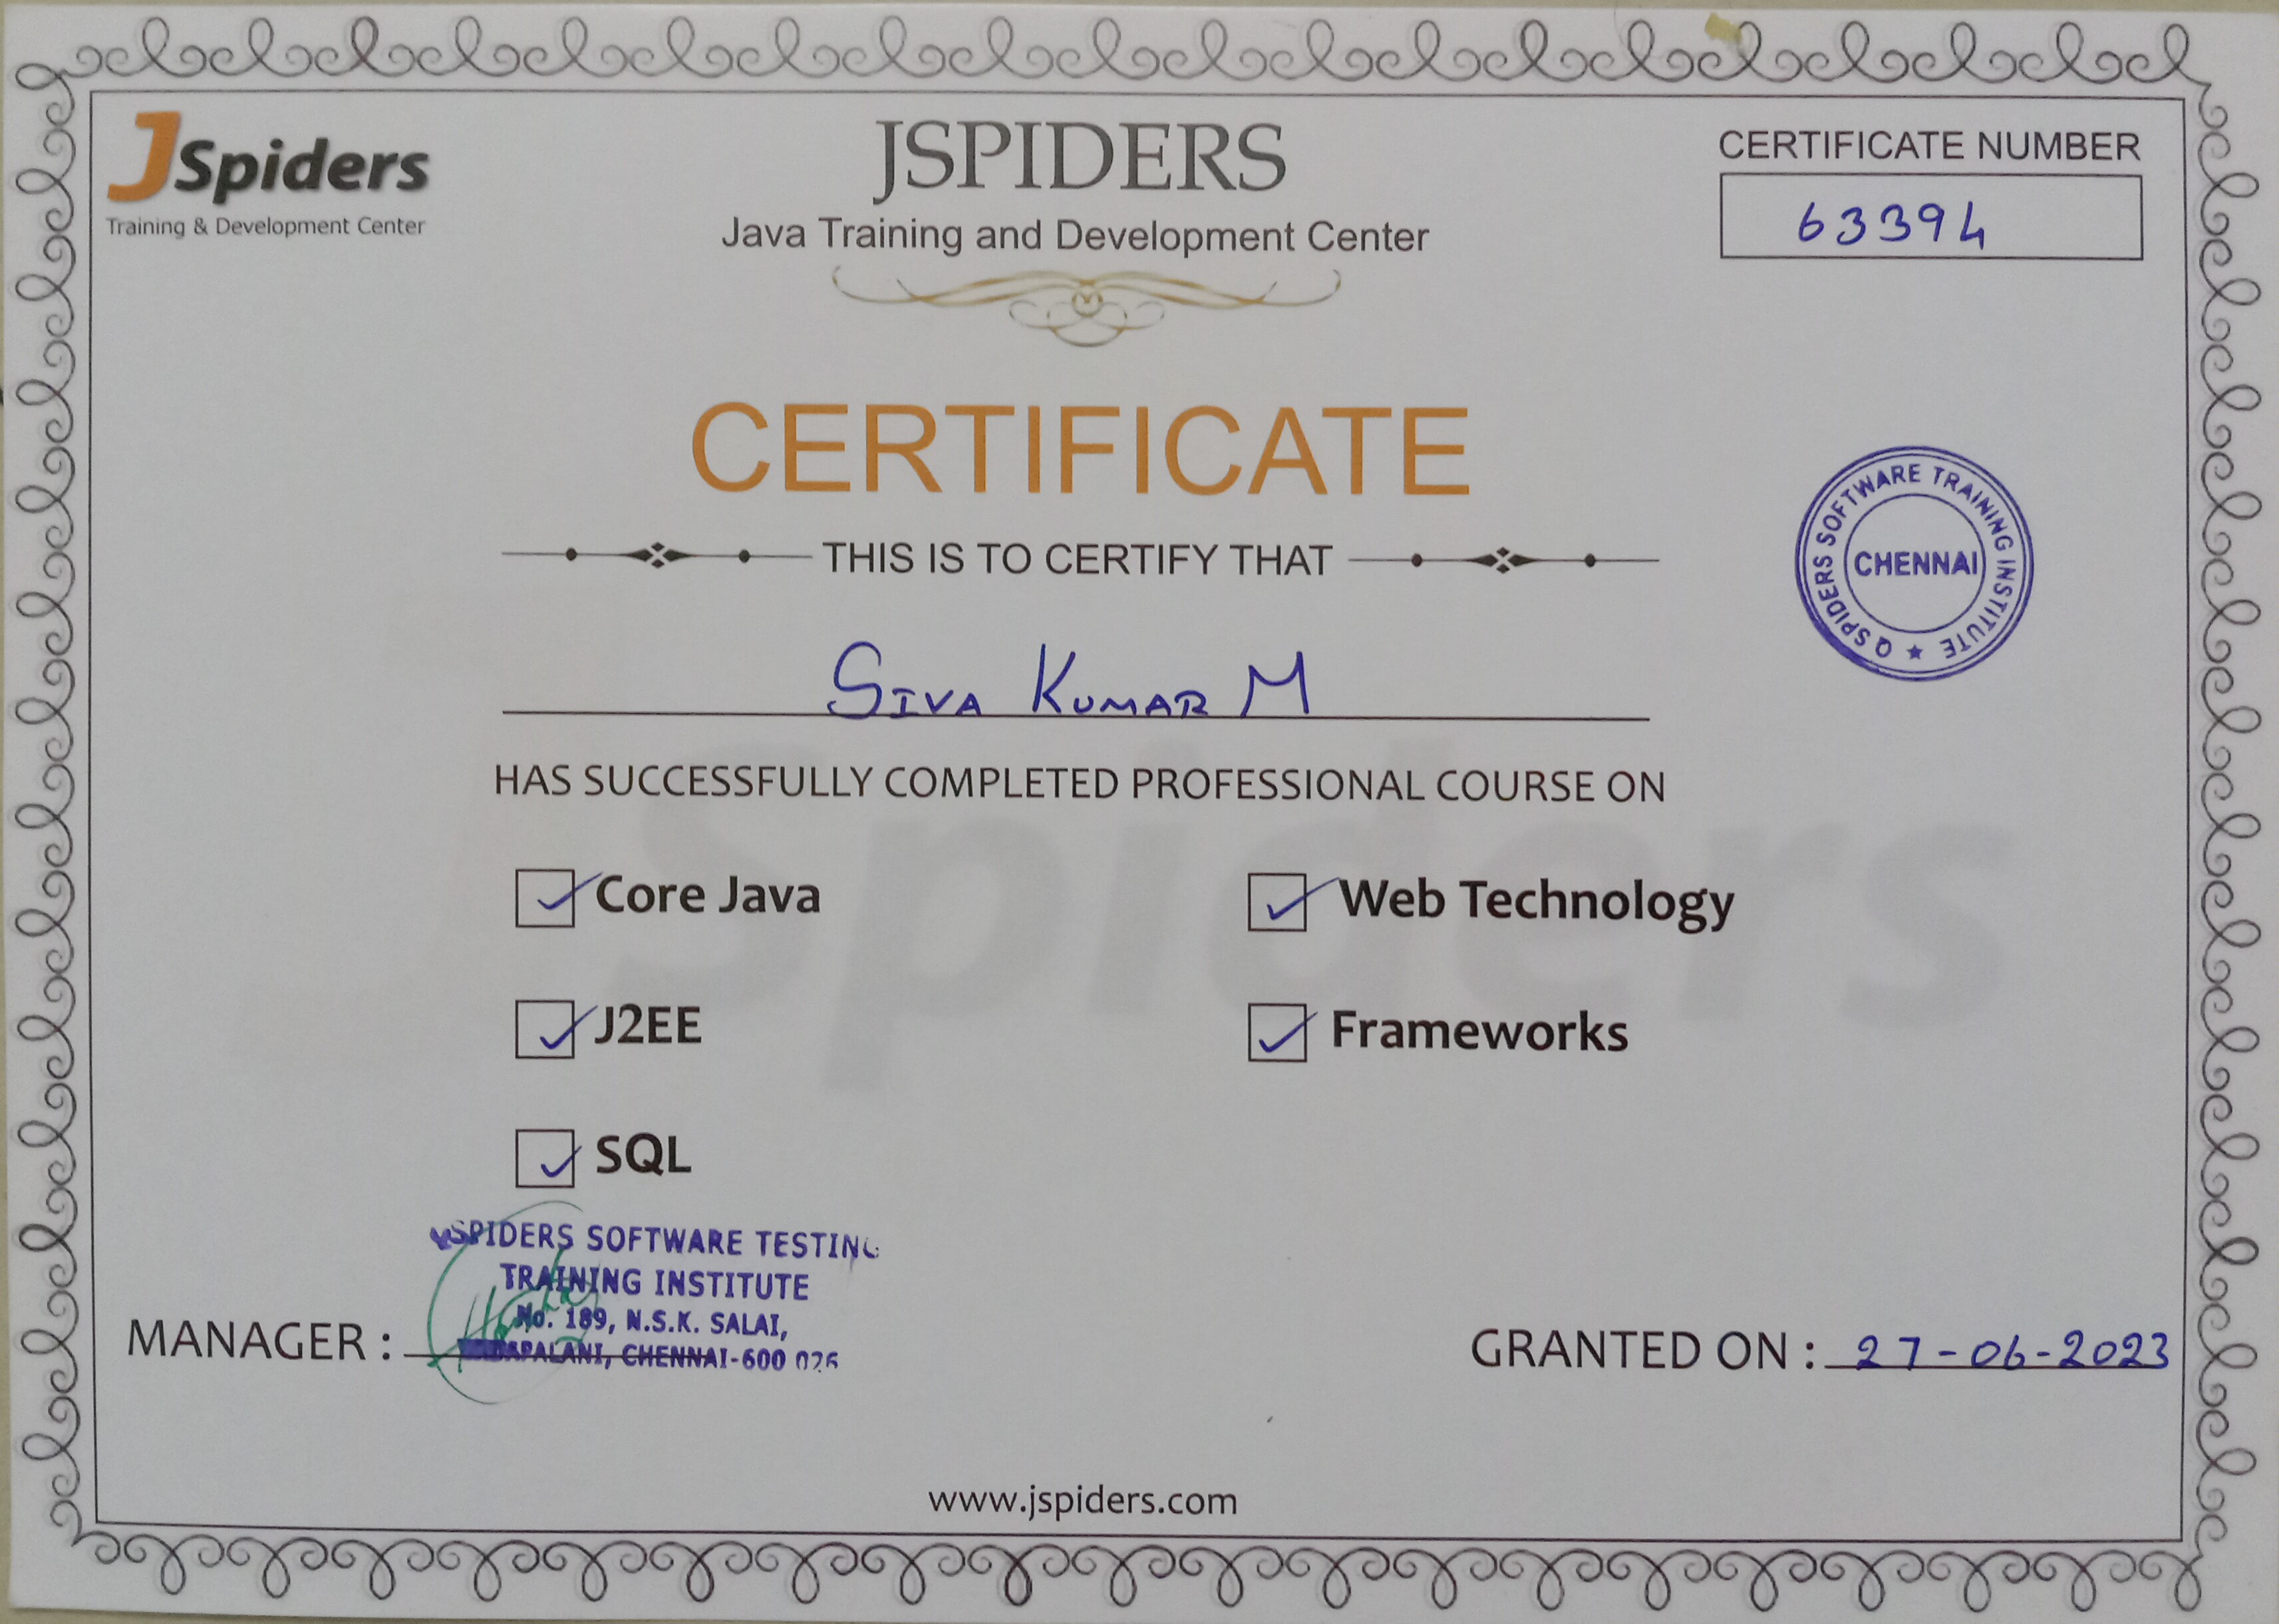 JSpiders
Training & Development Center
JSPIDERS
Java Training and Development Center
CERTIFICATE NUMBER
63394
CERTIFICATE
THIS IS TO CERTIFY THAT
Q SPIDERS SOFTWARE TRAINING INSTITUTE ★
CHENNAI
SIVA KUMAR M
HAS SUCCESSFULLY COMPLETED PROFESSIONAL COURSE ON
Spiders
Core Java
Web Technology
J2EE
Frameworks
SQL
QSPIDERS SOFTWARE TESTING
TRAINING INSTITUTE
No. 189, N.S.K. SALAI,
CHENNAI-600 026
MANAGER :
GRANTED ON : 27-06-2023
www.jspiders.com